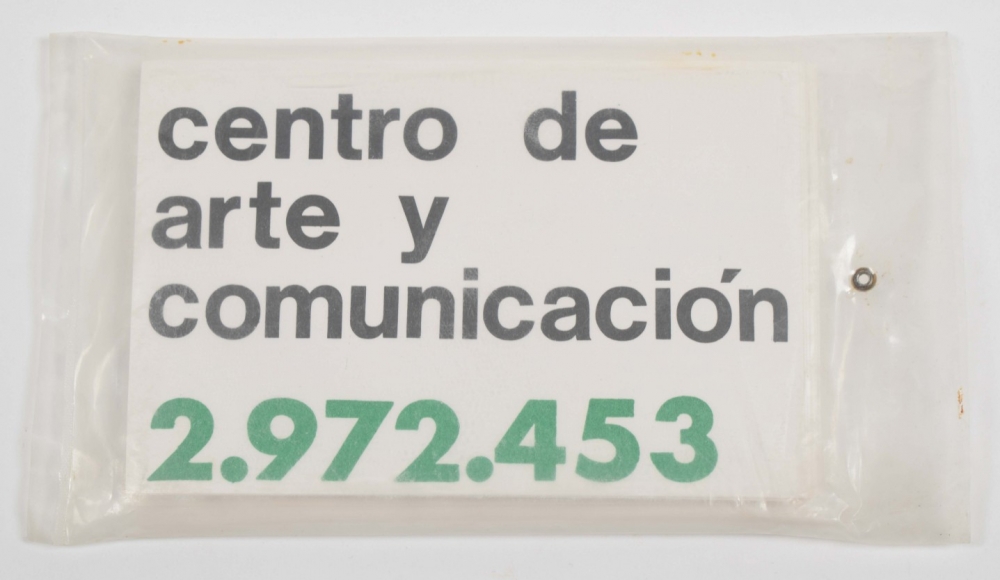 centro de
arte y
comunicación
2.972.453